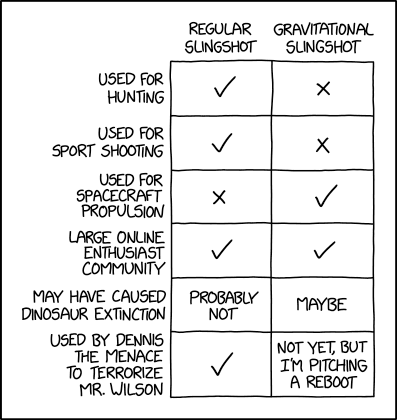 REGULAR SLINGSHOT
GRAVITATIONAL SLINGSHOT
USED FOR
HUNTING
USED FOR
SPORT SHOOTING
USED FOR
SPACECRAFT
PROPULSION
LARGE ONLINE
ENTHUSIAST
COMMUNITY
MAY HAVE CAUSED
DINOSAUR EXTINCTION
PROBABLY
NOT
MAYBE
USED BY DENNIS
THE MENACE
TO TERRORIZE
MR. WILSON
NOT YET, BUT
I'M PITCHING
A REBOOT